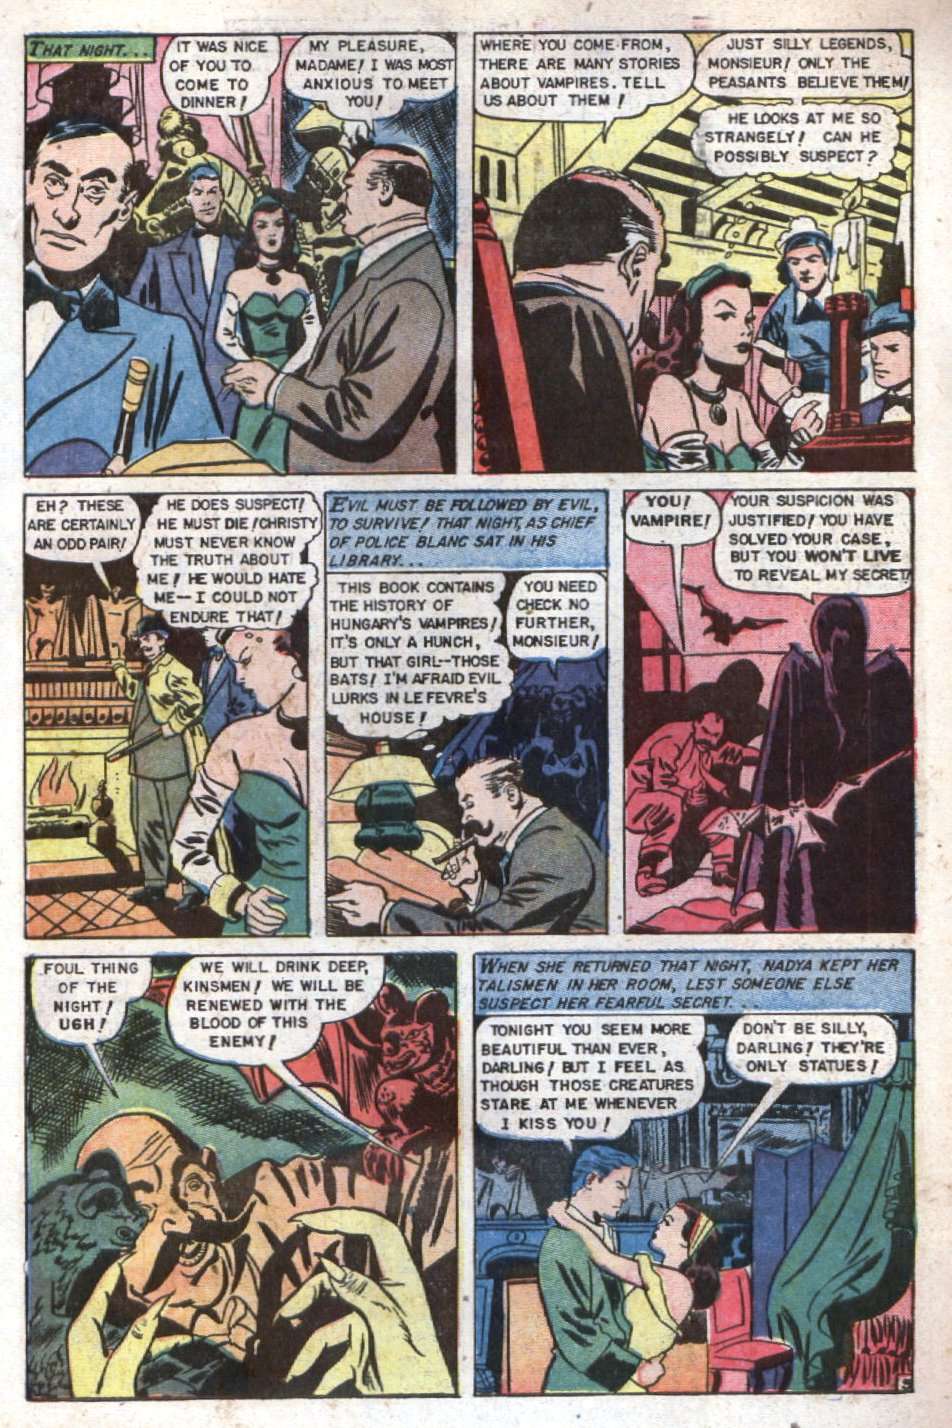 THAT NIGHT. . .
IT WAS NICE
OF YOU TO
COME TO
DINNER!
MY PLEASURE,
MADAME! I WAS MOST
ANXIOUS TO MEET
YOU!
WHERE YOU COME FROM,
THERE ARE MANY STORIES
ABOUT VAMPIRES. TELL
US ABOUT THEM!
JUST SILLY LEGENDS,
MONSIEUR! ONLY THE
PEASANTS BELIEVE THEM!
HE LOOKS AT ME SO
STRANGELY! CAN HE
POSSIBLY SUSPECT?
EH? THESE
ARE CERTAINLY
AN ODD PAIR!
HE DOES SUSPECT!
HE MUST DIE! CHRISTY
MUST NEVER KNOW
THE TRUTH ABOUT
ME! HE WOULD HATE
ME-- I COULD NOT
ENDURE THAT!
EVIL MUST BE FOLLOWED BY EVIL,
TO SURVIVE! THAT NIGHT, AS CHIEF
OF POLICE BLANC SAT IN HIS
LIBRARY. . .
THIS BOOK CONTAINS
THE HISTORY OF
HUNGARY'S VAMPIRES!
IT'S ONLY A HUNCH,
BUT THAT GIRL--THOSE
BATS! I'M AFRAID EVIL
LURKS IN LE FEVRE'S
HOUSE!
YOU NEED
CHECK NO
FURTHER,
MONSIEUR!
YOU!
VAMPIRE!
YOUR SUSPICION WAS
JUSTIFIED! YOU HAVE
SOLVED YOUR CASE,
BUT YOU WON'T LIVE
TO REVEAL MY SECRET!
FOUL THING
OF THE
NIGHT!
UGH!
WE WILL DRINK DEEP,
KINSMEN! WE WILL BE
RENEWED WITH THE
BLOOD OF THIS
ENEMY!
WHEN SHE RETURNED THAT NIGHT, NADYA KEPT HER
TALISMEN IN HER ROOM, LEST SOMEONE ELSE
SUSPECT HER FEARFUL SECRET. . .
TONIGHT YOU SEEM MORE
BEAUTIFUL THAN EVER,
DARLING! BUT I FEEL AS
THOUGH THOSE CREATURES
STARE AT ME WHENEVER
I KISS YOU!
DON'T BE SILLY,
DARLING! THEY'RE
ONLY STATUES!
5